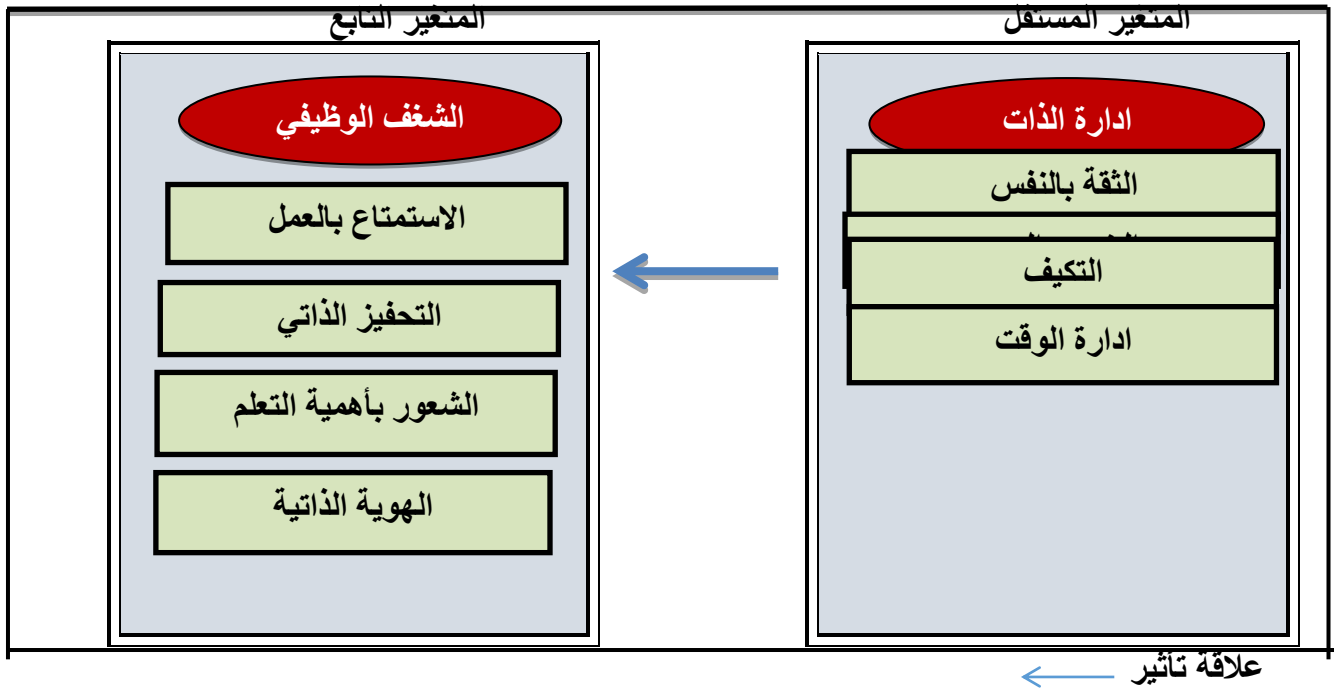 المتغير المستقل
ادارة الذات
الثقة بالنفس
التكيف
ادارة الوقت
المتغير التابع
الشغف الوظيفي
الاستمتاع بالعمل
التحفيز الذاتي
الشعور بأهمية التعلم
الهوية الذاتية
علاقة تأثير